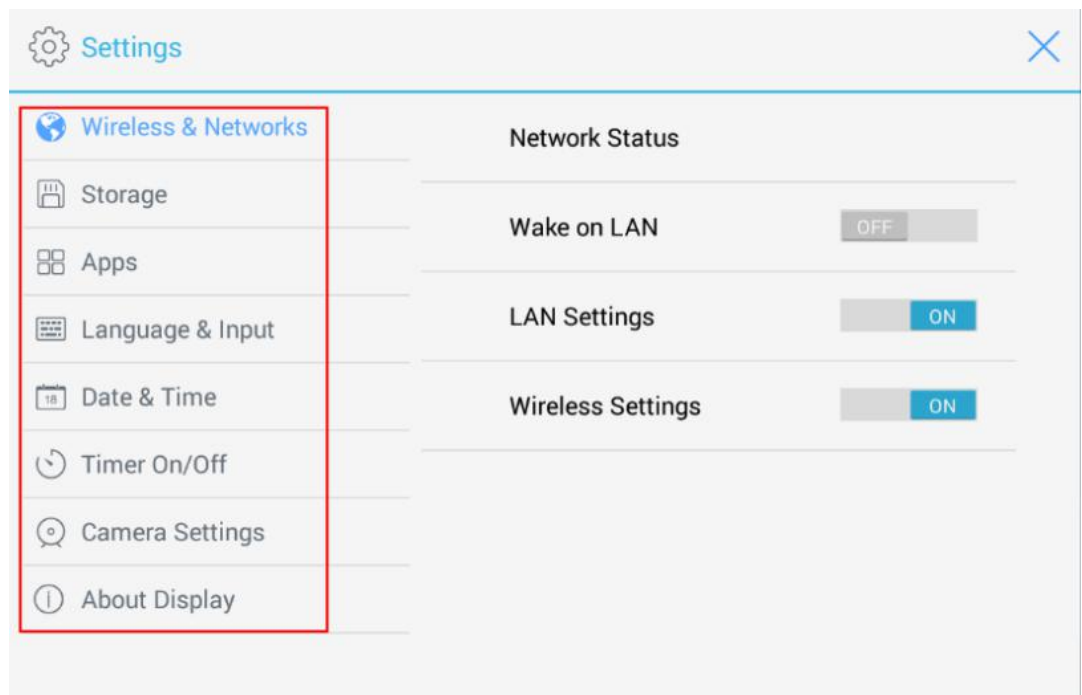 Settings
Wireless & Networks
Storage
Apps
Language & Input
18
Date & Time
Timer On/Off
Camera Settings
About Display
Network Status
Wake on LAN
OFF
LAN Settings
ON
Wireless Settings
ON